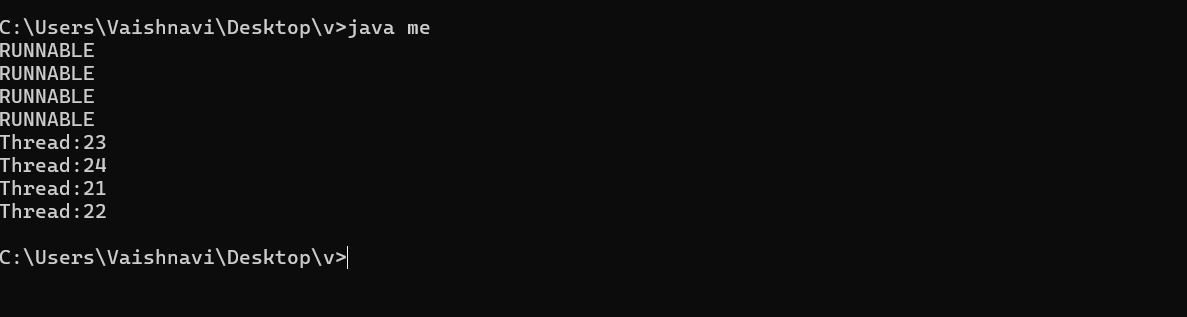 C:\Users\Vaishnavi\Desktop\v>java me
RUNNABLE
RUNNABLE
RUNNABLE
RUNNABLE
Thread:23
Thread:24
Thread:21
Thread:22
C:\Users\Vaishnavi\Desktop\v>